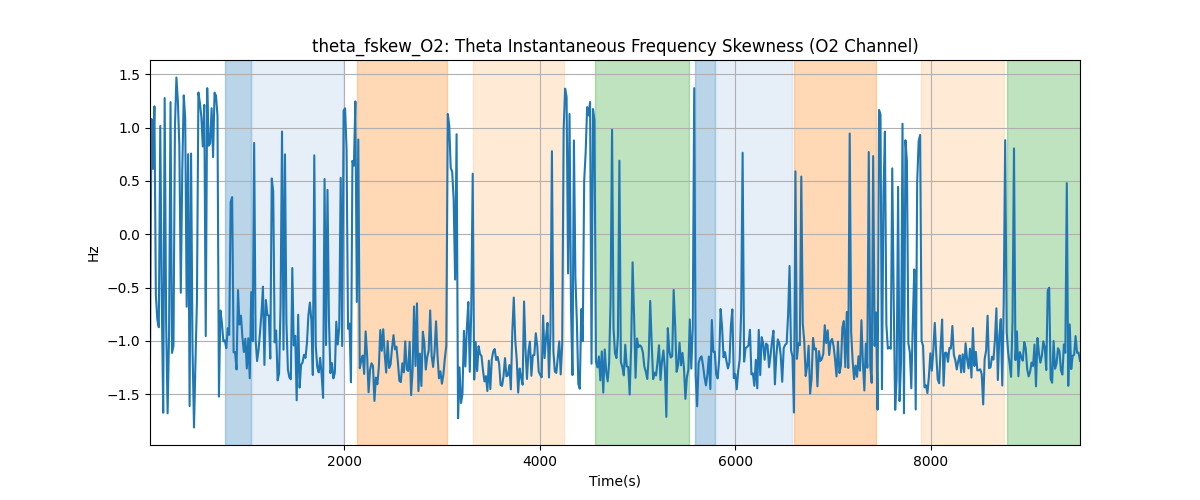 theta_fskew_O2: Theta Instantaneous Frequency Skewness (O2 Channel)
1.5
1.0
0.5
0.0
−0.5
−1.0
−1.5
Hz
2000 4000 6000 8000
Time(s)